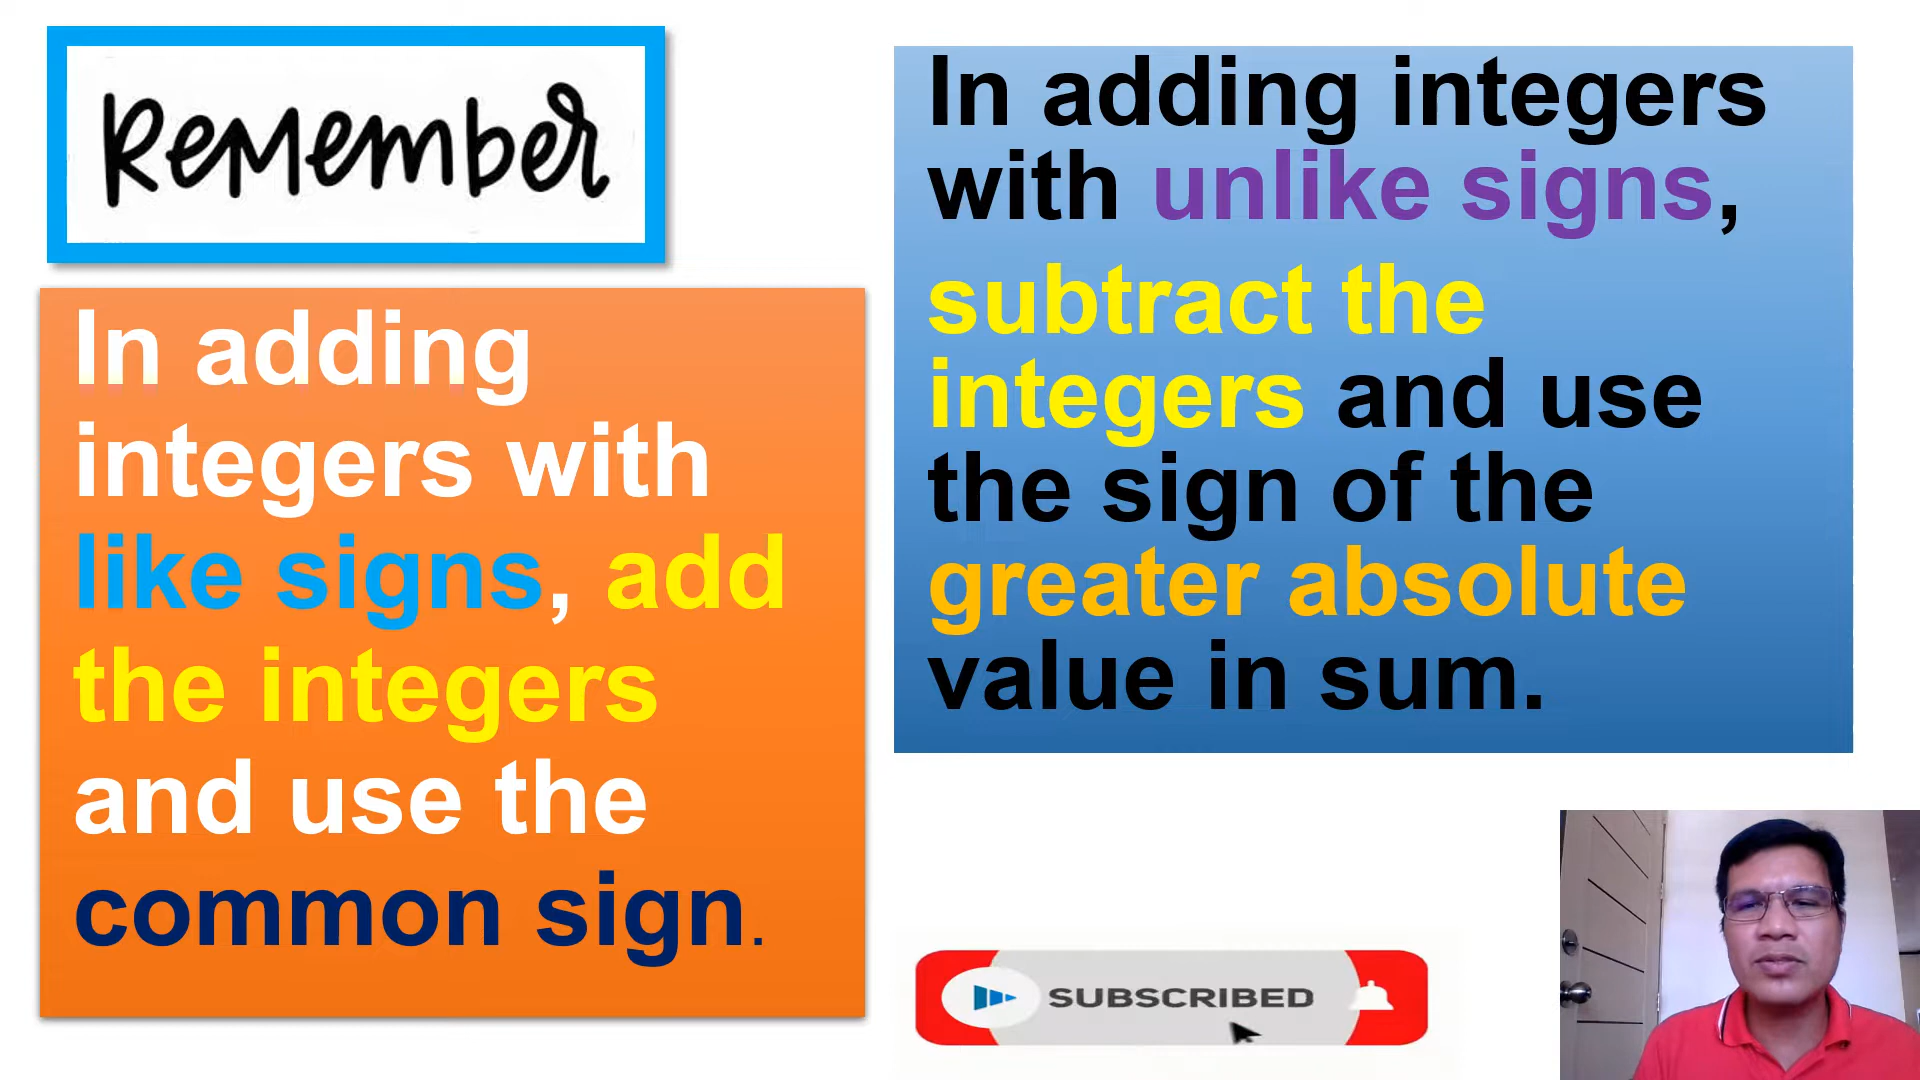 ReMeMber
In adding
integers with
like signs, add
the integers
and use the
common sign.
In adding integers
with unlike signs,
subtract the
integers and use
the sign of the
greater absolute
value in sum.
SUBSCRIBED